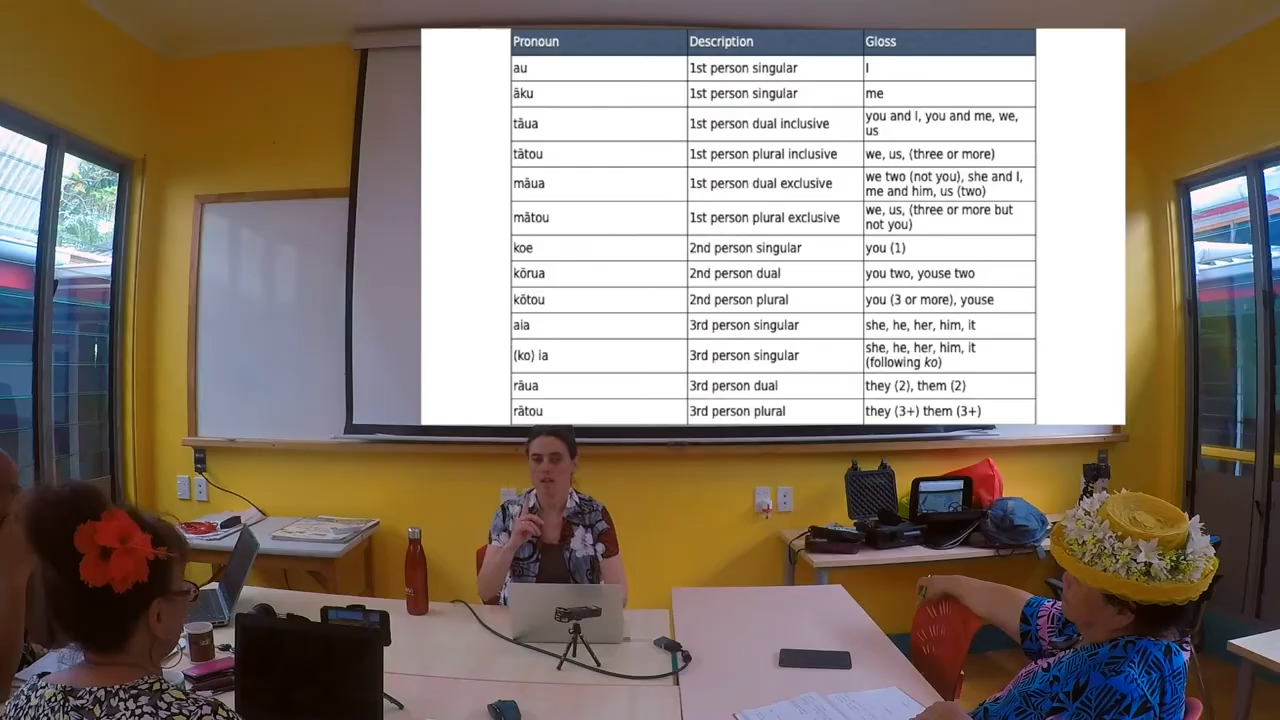 Pronoun Description Gloss
au 1st person singular I
āku 1st person singular me
tāua 1st person dual inclusive you and I, you and me, we,
us
tātou 1st person plural inclusive we, us, (three or more)
māua 1st person dual exclusive we two (not you), she and I,
me and him, us (two)
mātou 1st person plural exclusive we, us, (three or more but
not you)
koe 2nd person singular you (1)
kōrua 2nd person dual you two, youse two
kōtou 2nd person plural you (3 or more), youse
aia 3rd person singular she, he, her, him, it
(ko) ia 3rd person singular she, he, her, him, it
(following ko)
rāua 3rd person dual they (2), them (2)
rātou 3rd person plural they (3+) them (3+)